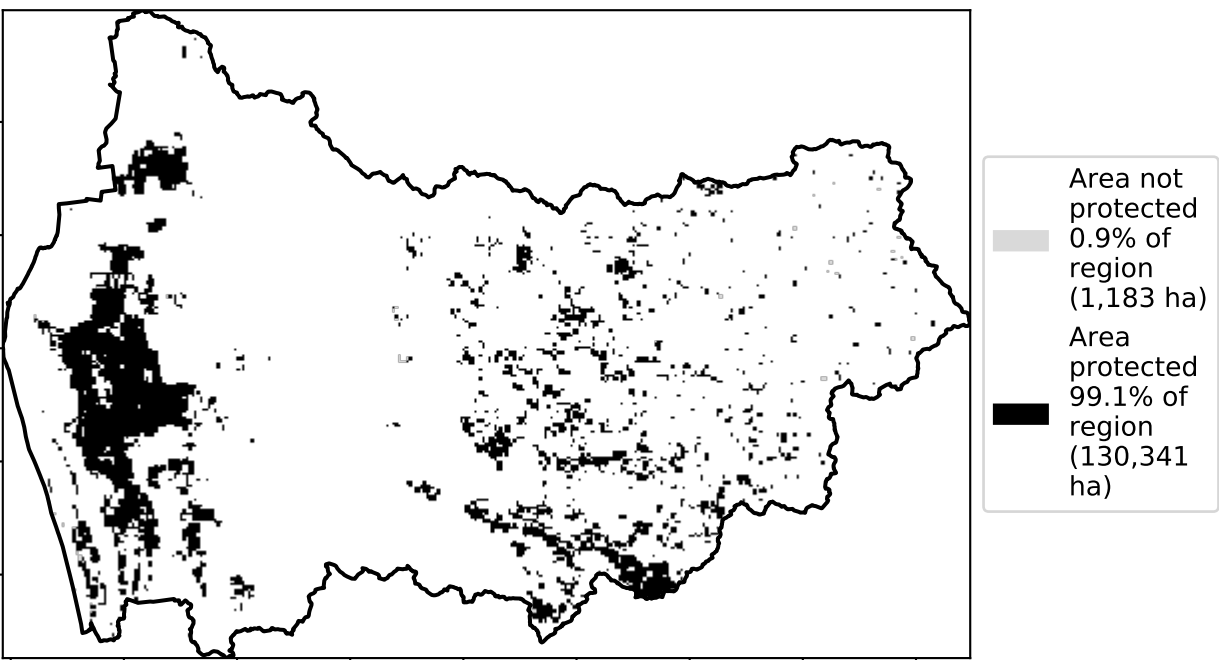 Area not
protected
0.9% of
region
(1,183 ha)
Area
protected
99.1% of
region
(130,341
ha)